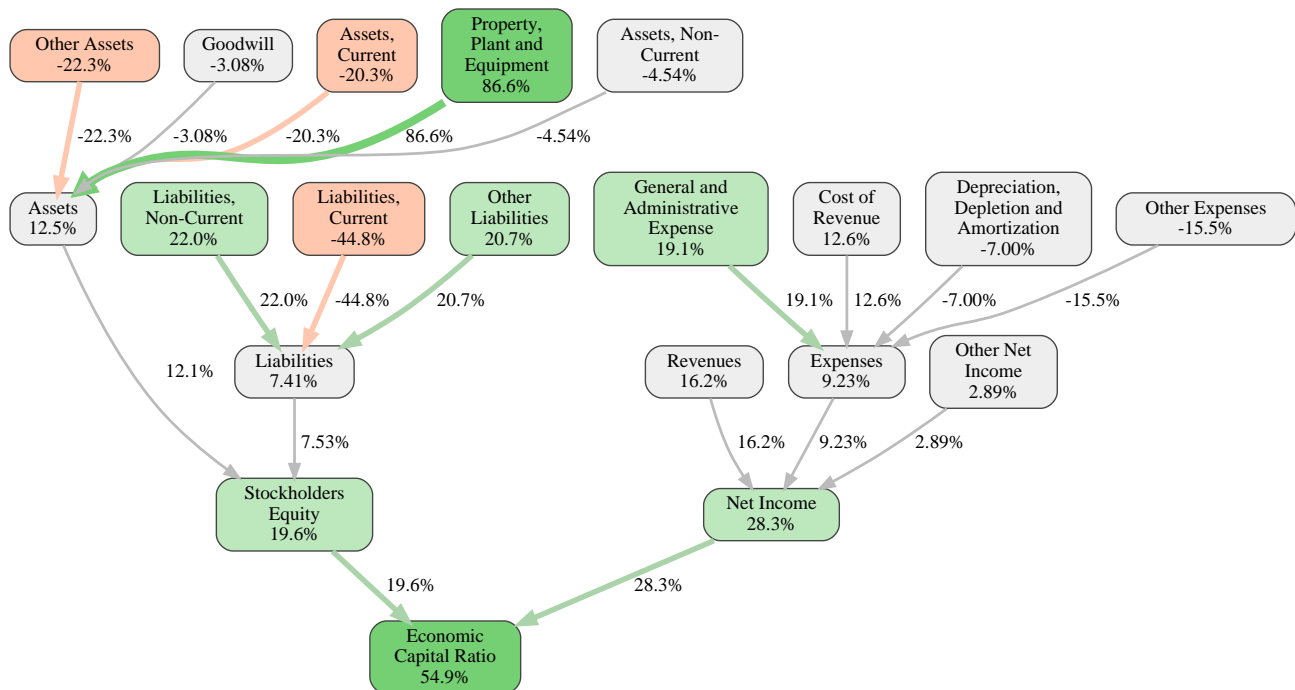 Other Assets
-22.3%
Goodwill
-3.08%
Assets,
Current
-20.3%
Property,
Plant and
Equipment
86.6%
Assets, Non-
Current
-4.54%
-22.3%
-3.08%
-20.3%
86.6%
-4.54%
Assets
12.5%
Liabilities,
Non-Current
22.0%
Liabilities,
Current
-44.8%
Other
Liabilities
20.7%
General and
Administrative
Expense
19.1%
Cost of
Revenue
12.6%
Depreciation,
Depletion and
Amortization
-7.00%
Other Expenses
-15.5%
22.0%
-44.8%
20.7%
19.1%
12.6%
-7.00%
-15.5%
12.1%
Liabilities
7.41%
Revenues
16.2%
Expenses
9.23%
Other Net
Income
2.89%
7.53%
16.2%
9.23%
2.89%
Stockholders
Equity
19.6%
Net Income
28.3%
19.6%
28.3%
Economic
Capital Ratio
54.9%